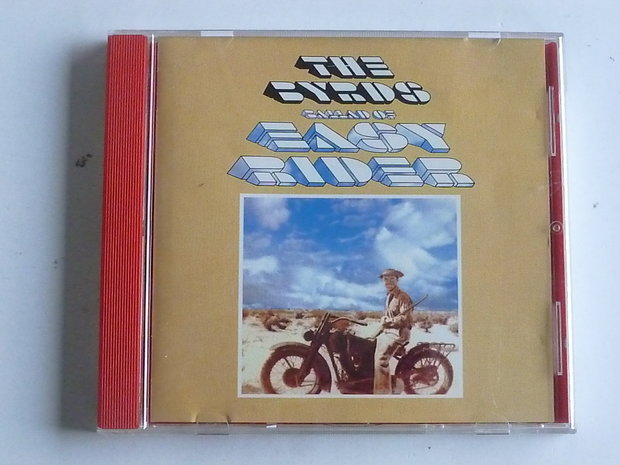 THE
BYRDS
BALLAD OF
EASY
RIDER